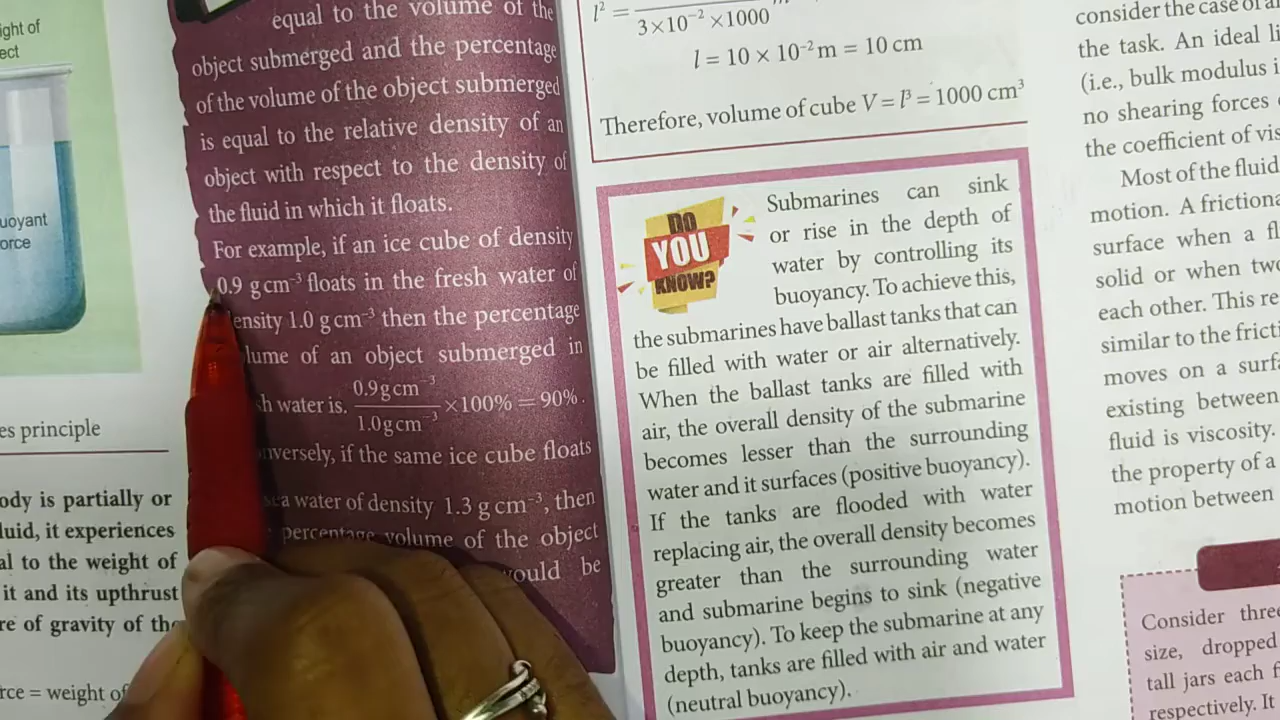 ight of
ect
uoyant
orce
es principle
ody is partially or
luid, it experiences
al to the weight of
it and its upthrust
re of gravity of the
rce = weight of
equal to the volume of the
object submerged and the percentage
of the volume of the object submerged
is equal to the relative density of an
object with respect to the density of
the fluid in which it floats.
For example, if an ice cube of density
0.9 g cm⁻³ floats in the fresh water of
ensity 1.0 g cm⁻³ then the percentage
lume of an object submerged in
sh water is. 0.9gcm⁻³/1.0gcm⁻³ ×100% = 90%.
nversely, if the same ice cube floats
sea water of density 1.3 g cm⁻³, then
percentage volume of the object
would be
l² =
3×10⁻²×1000
l = 10 × 10⁻² m = 10 cm
Therefore, volume of cube V = l³ = 1000 cm³
DO
YOU
KNOW?
Submarines can sink
or rise in the depth of
water by controlling its
buoyancy. To achieve this,
the submarines have ballast tanks that can
be filled with water or air alternatively.
When the ballast tanks are filled with
air, the overall density of the submarine
becomes lesser than the surrounding
water and it surfaces (positive buoyancy).
If the tanks are flooded with water
replacing air, the overall density becomes
greater than the surrounding water
and submarine begins to sink (negative
buoyancy). To keep the submarine at any
depth, tanks are filled with air and water
(neutral buoyancy).
consider the case of a
the task. An ideal li
(i.e., bulk modulus i
no shearing forces
the coefficient of vis
Most of the fluid
motion. A frictiona
surface when a fl
solid or when two
each other. This re
similar to the fricti
moves on a surfa
existing between
fluid is viscosity.
the property of a
motion between
Consider three
size, dropped
tall jars each f
respectively. It